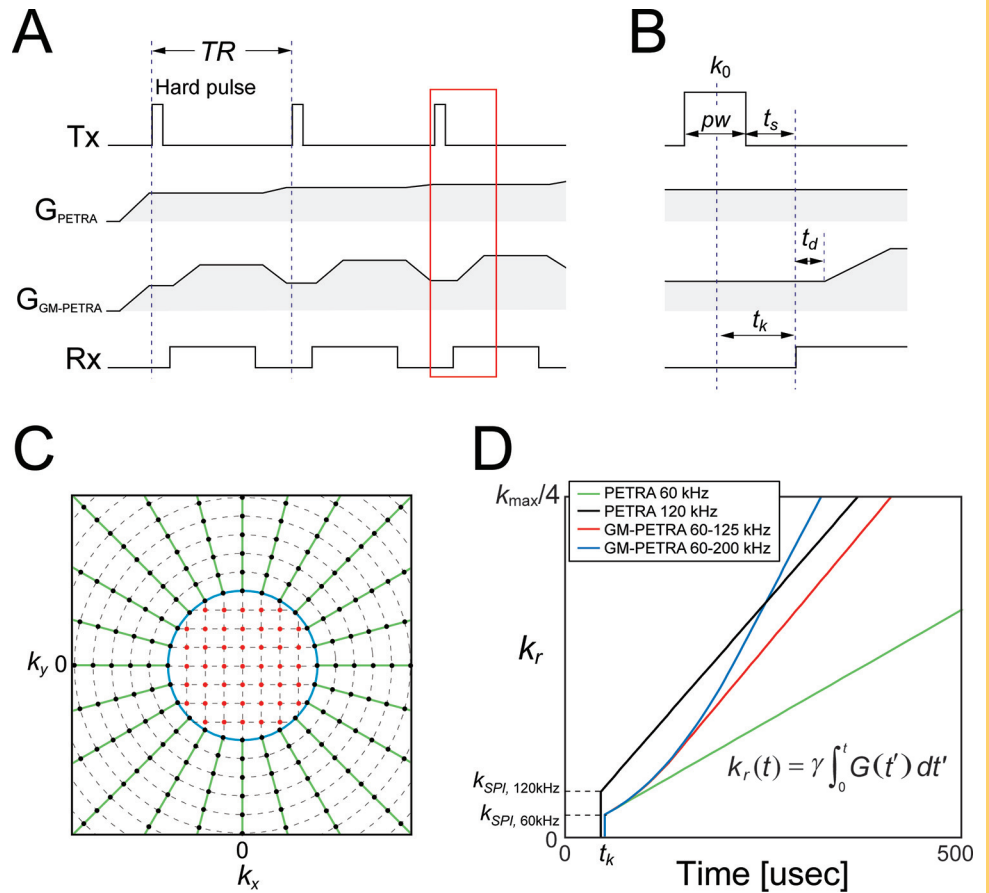 A
TR
Hard pulse
Tx
G PETRA
G GM-PETRA
Rx
B
k0
pw
ts
td
tk
C
ky 0
0
kx
D
kmax/4
PETRA 60 kHz
PETRA 120 kHz
GM-PETRA 60-125 kHz
GM-PETRA 60-200 kHz
kr
kr(t) = γ∫0t G(t′) dt′
kSPI, 120kHz
kSPI, 60kHz
0
0
tk
500
Time [usec]